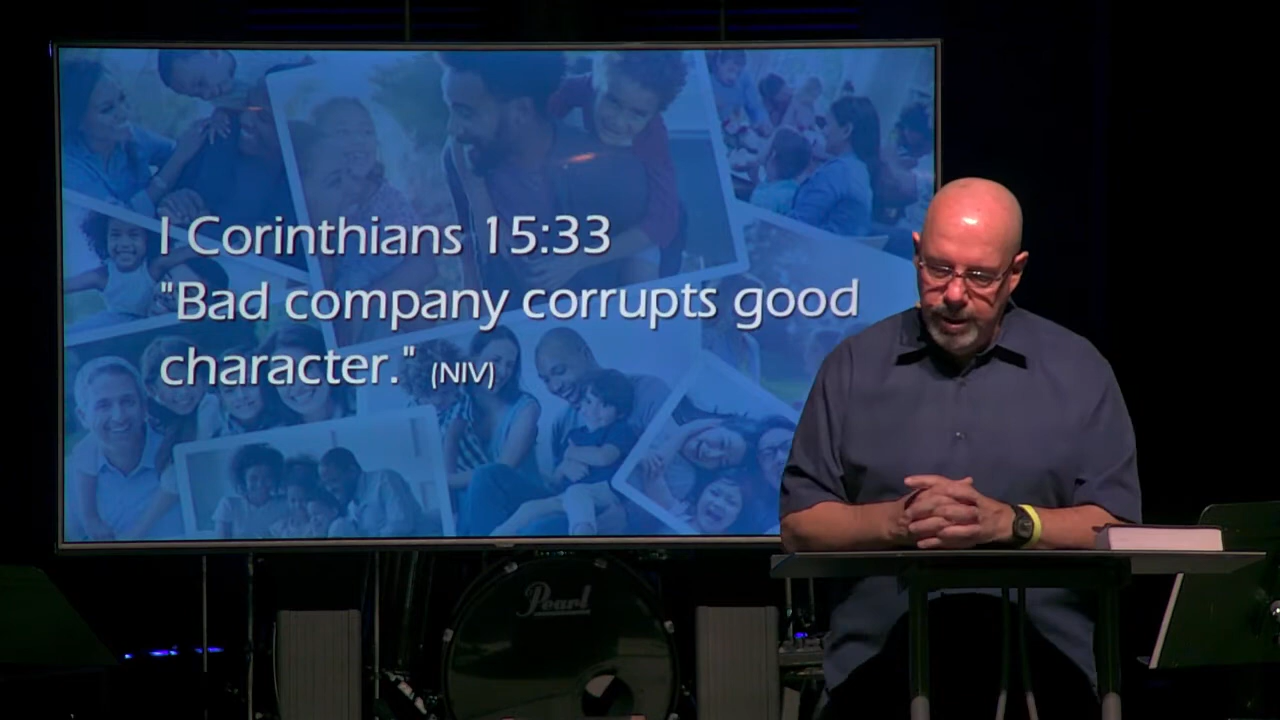 I Corinthians 15:33
"Bad company corrupts good
character." (NIV)
Pearl